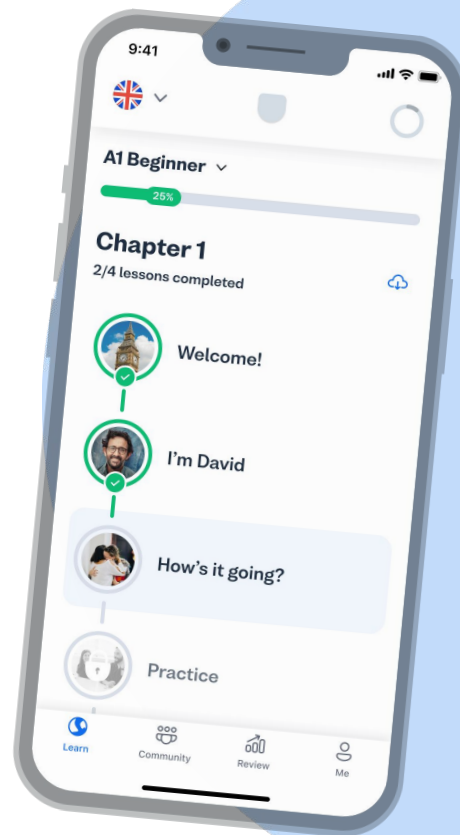 9:41
A1 Beginner
25%
Chapter 1
2/4 lessons completed
Welcome!
I'm David
How's it going?
Practice
Learn
Community
Review
Me